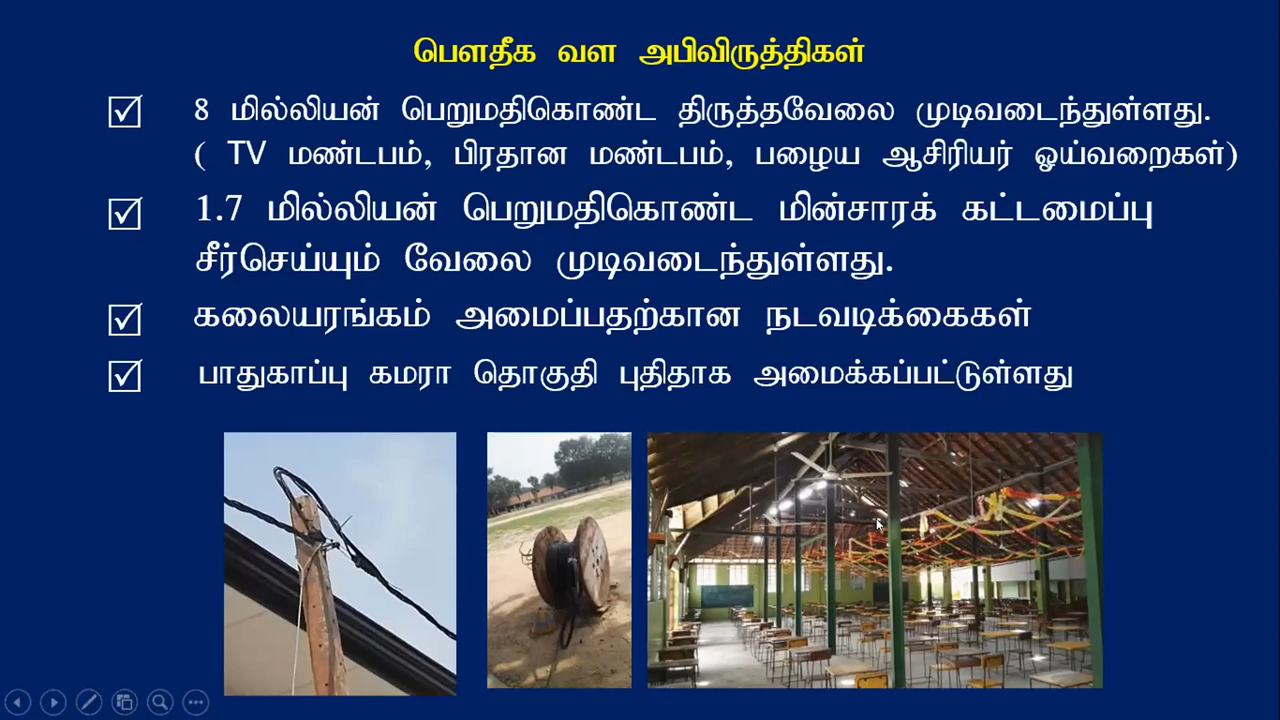 பௌதீக வள அபிவிருத்திகள்
8 மில்லியன் பெறுமதிகொண்ட திருத்தவேலை முடிவடைந்துள்ளது.
( TV மண்டபம், பிரதான மண்டபம், பழைய ஆசிரியர் ஓய்வறைகள்)
1.7 மில்லியன் பெறுமதிகொண்ட மின்சாரக் கட்டமைப்பு
சீர்செய்யும் வேலை முடிவடைந்துள்ளது.
கலையரங்கம் அமைப்பதற்கான நடவடிக்கைகள்
பாதுகாப்பு கமரா தொகுதி புதிதாக அமைக்கப்பட்டுள்ளது